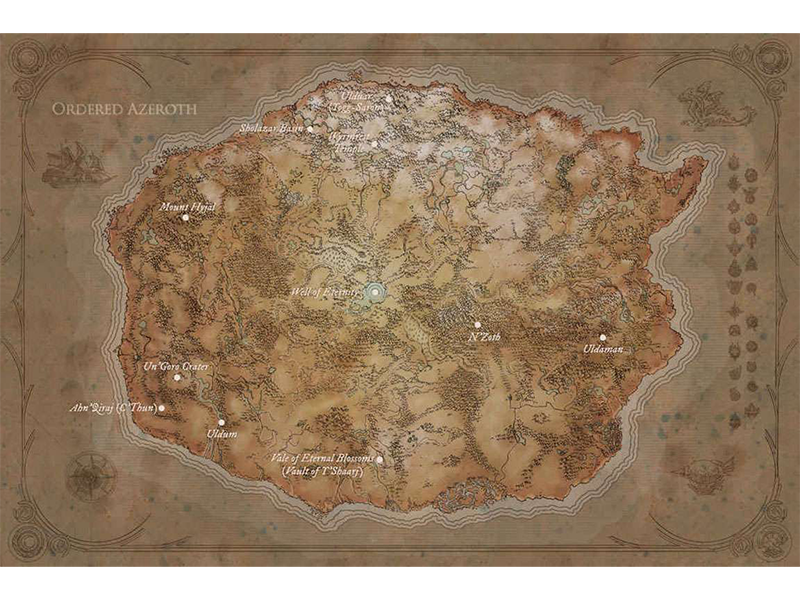 Ordered Azeroth
Ulduar
(Yogg-Saron)
Sholazar Basin
Wyrmrest
Temple
Mount Hyjal
Well of Eternity
N'Zoth
Uldaman
Un'Goro Crater
Ahn'Qiraj (C'Thun)
Uldum
Vale of Eternal Blossoms
(Vault of Y'Shaarj)